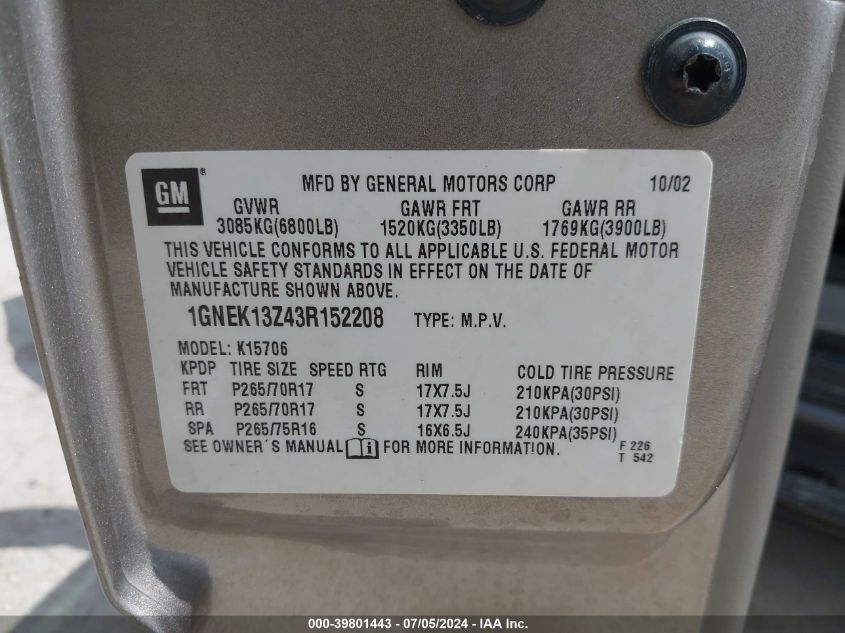 GM ® MFD BY GENERAL MOTORS CORP 10/02
GVWR GAWR FRT GAWR RR
3085KG(6800LB) 1520KG(3350LB) 1769KG(3900LB)
THIS VEHICLE CONFORMS TO ALL APPLICABLE U.S. FEDERAL MOTOR
VEHICLE SAFETY STANDARDS IN EFFECT ON THE DATE OF
MANUFACTURE SHOWN ABOVE.
1GNEK13Z43R152208 TYPE: M.P.V.
MODEL: K15706
KPDP TIRE SIZE SPEED RTG RIM COLD TIRE PRESSURE
FRT P265/70R17 S 17X7.5J 210KPA(30PSI)
RR P265/70R17 S 17X7.5J 210KPA(30PSI)
SPA P265/75R16 S 16X6.5J 240KPA(35PSI)
SEE OWNER´S MANUAL i FOR MORE INFORMATION. F 226
T 542
000-39801443 - 07/05/2024 - IAA Inc.